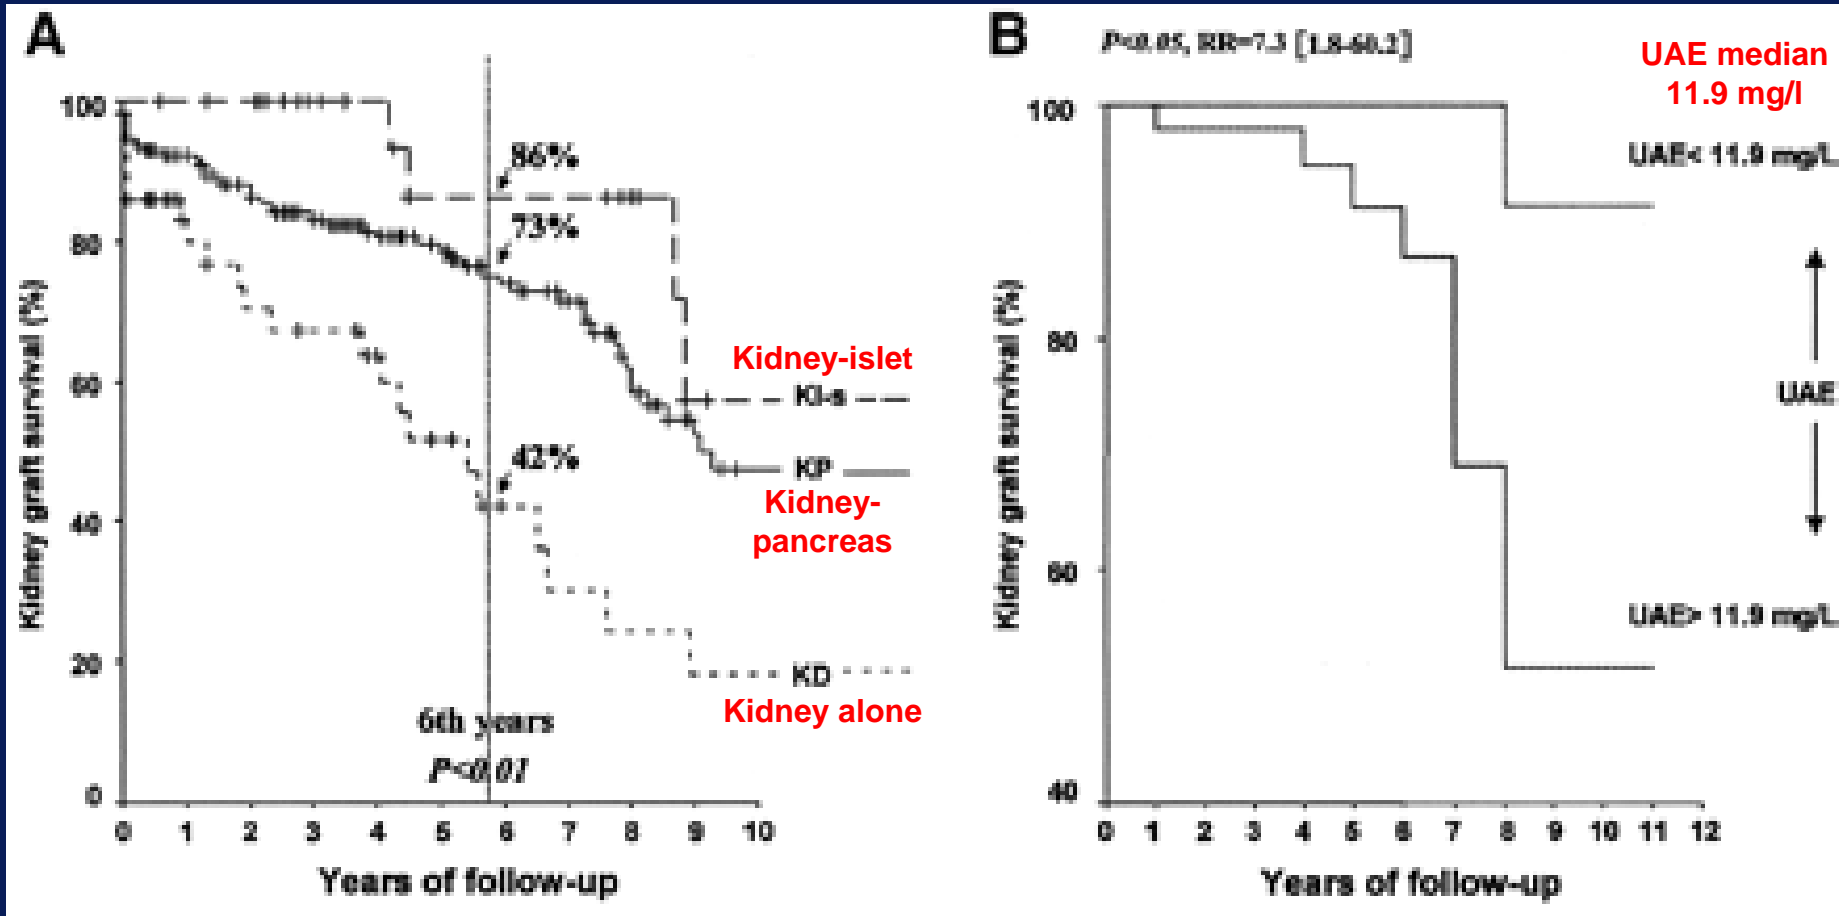 A
100
80
60
40
20
0
Kidney graft survival (%)
86%
73%
42%
Kidney-islet
KI-s
KP
Kidney-
pancreas
KD
Kidney alone
6th years
P<0.01
0 1 2 3 4 5 6 7 8 9 10
Years of follow-up
B
P<0.05, RR=7.3 [1.8-60.2]
UAE median
11.9 mg/l
100
80
60
40
Kidney graft survival (%)
UAE< 11.9 mg/L
UAE
UAE> 11.9 mg/L
0 1 2 3 4 5 6 7 8 9 10 11 12
Years of follow-up